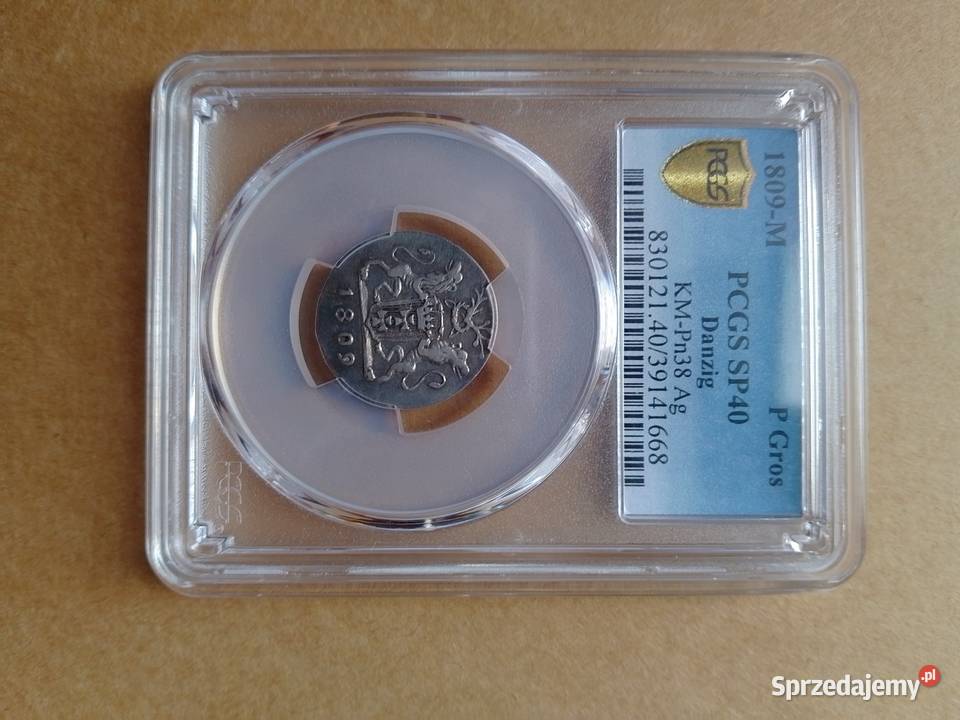 PCGS
1809-M P Gros
PCGS SP40
Danzig
KM-Pn38 Ag
830121.40/39141668
1809
PCGS
Sprzedajemy.pl